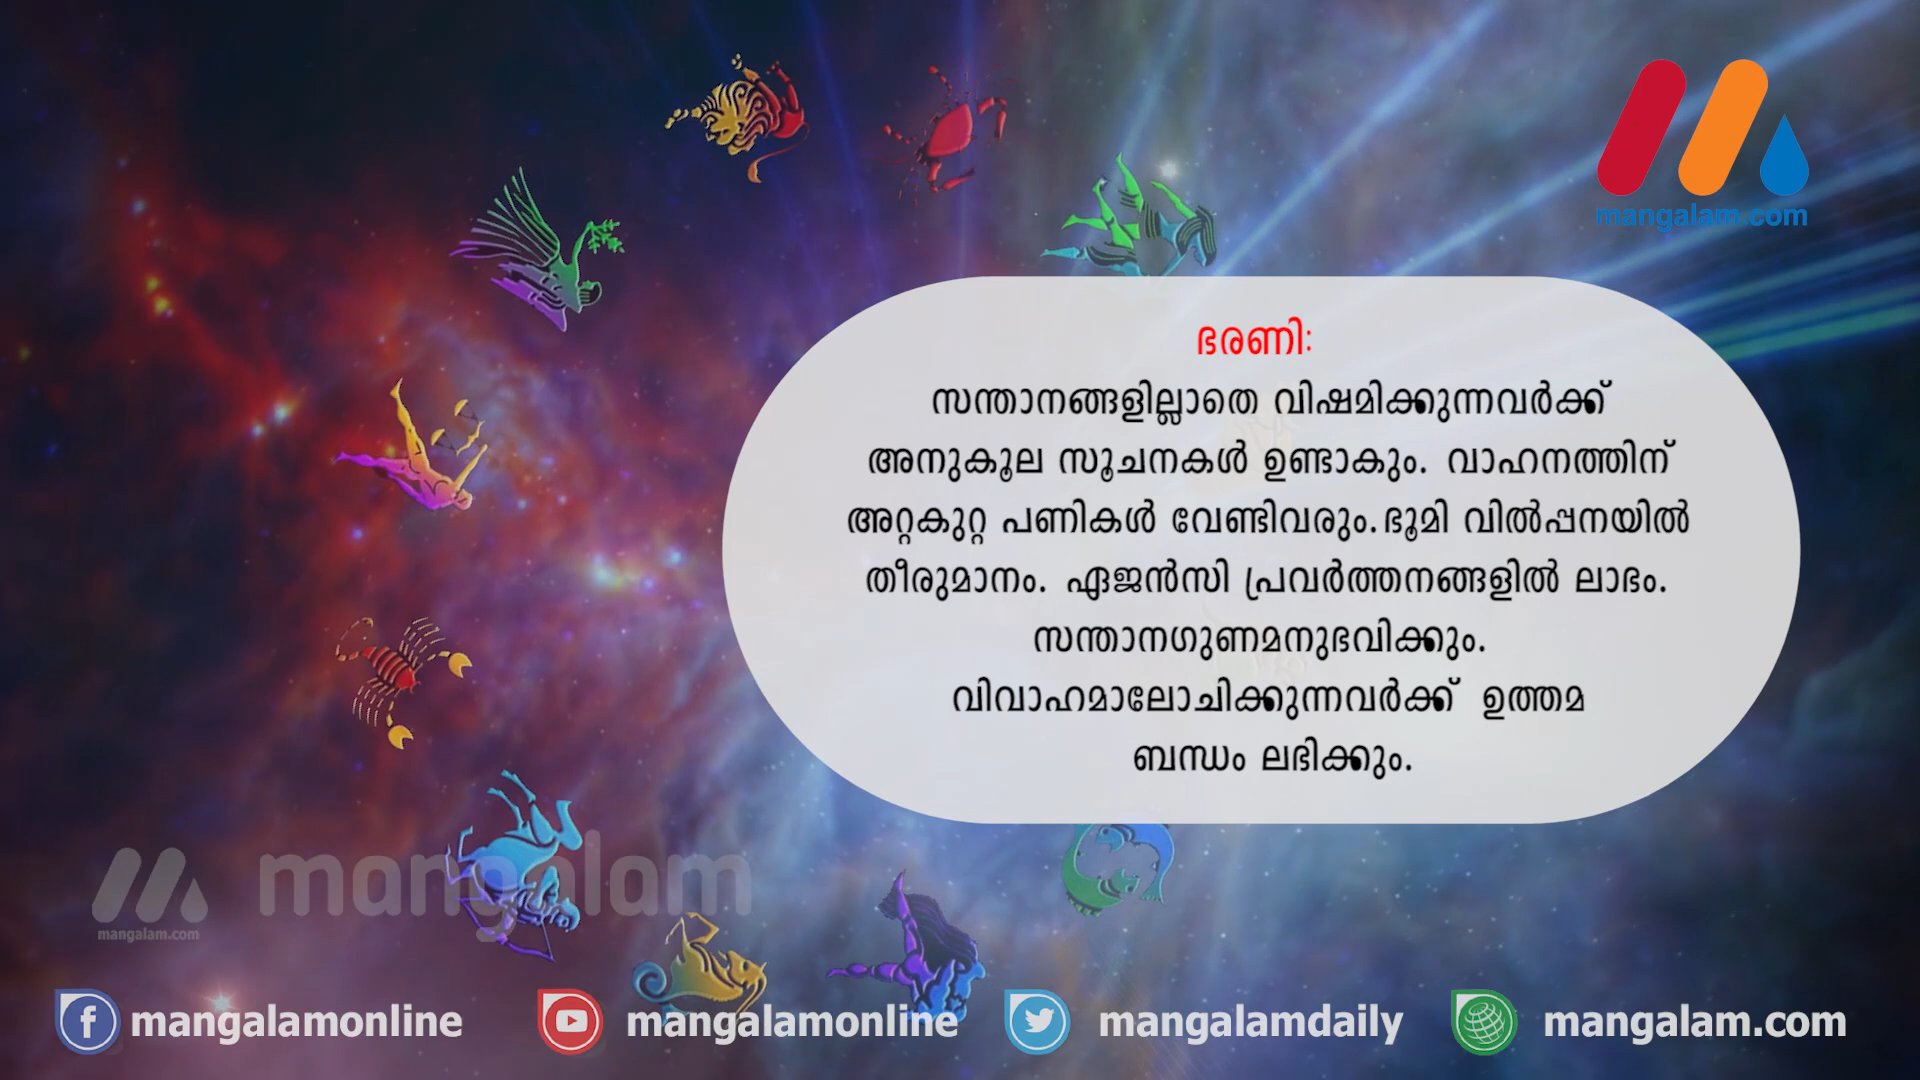 mangalam.com
ഭരണി:
സന്താനങ്ങളില്ലാതെ വിഷമിക്കുന്നവർക്ക്
അനുകൂല സൂചനകൾ ഉണ്ടാകും. വാഹനത്തിന്
അറ്റകുറ്റ പണികൾ വേണ്ടിവരും.ഭൂമി വിൽപ്പനയിൽ
തീരുമാനം. ഏജൻസി പ്രവർത്തനങ്ങളിൽ ലാഭം.
സന്താനഗുണമനുഭവിക്കും.
വിവാഹമാലോചിക്കുന്നവർക്ക് ഉത്തമ
ബന്ധം ലഭിക്കും.
mangalam
mangalam.com
mangalamonline mangalamonline mangalamdaily mangalam.com